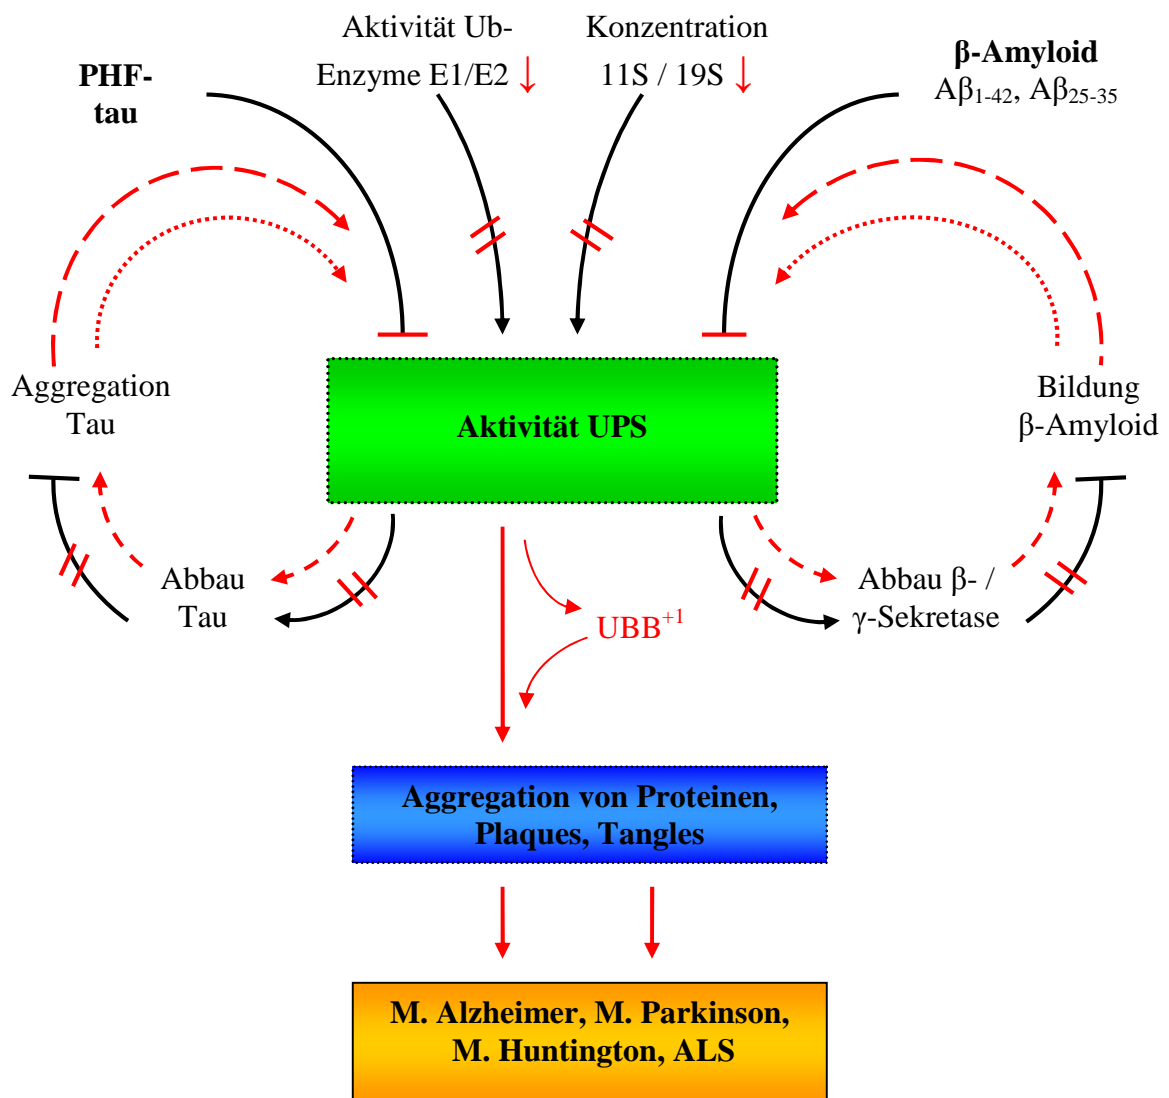 Aktivität Ub-
Enzyme E1/E2 ↓
Konzentration
11S / 19S ↓
PHF-
tau
β-Amyloid
Aβ1-42, Aβ25-35
Aggregation
Tau
Aktivität UPS
Bildung
β-Amyloid
Abbau
Tau
UBB+1
Abbau β- /
γ-Sekretase
Aggregation von Proteinen,
Plaques, Tangles
M. Alzheimer, M. Parkinson,
M. Huntington, ALS